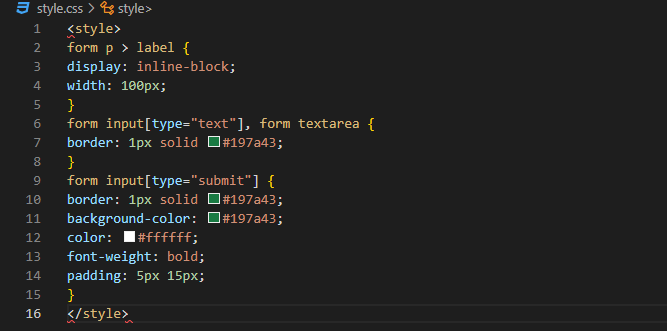 style.css > style>
1 <style>
2 form p > label {
3 display: inline-block;
4 width: 100px;
5 }
6 form input[type="text"], form textarea {
7 border: 1px solid #197a43;
8 }
9 form input[type="submit"] {
10 border: 1px solid #197a43;
11 background-color: #197a43;
12 color: #ffffff;
13 font-weight: bold;
14 padding: 5px 15px;
15 }
16 </style>